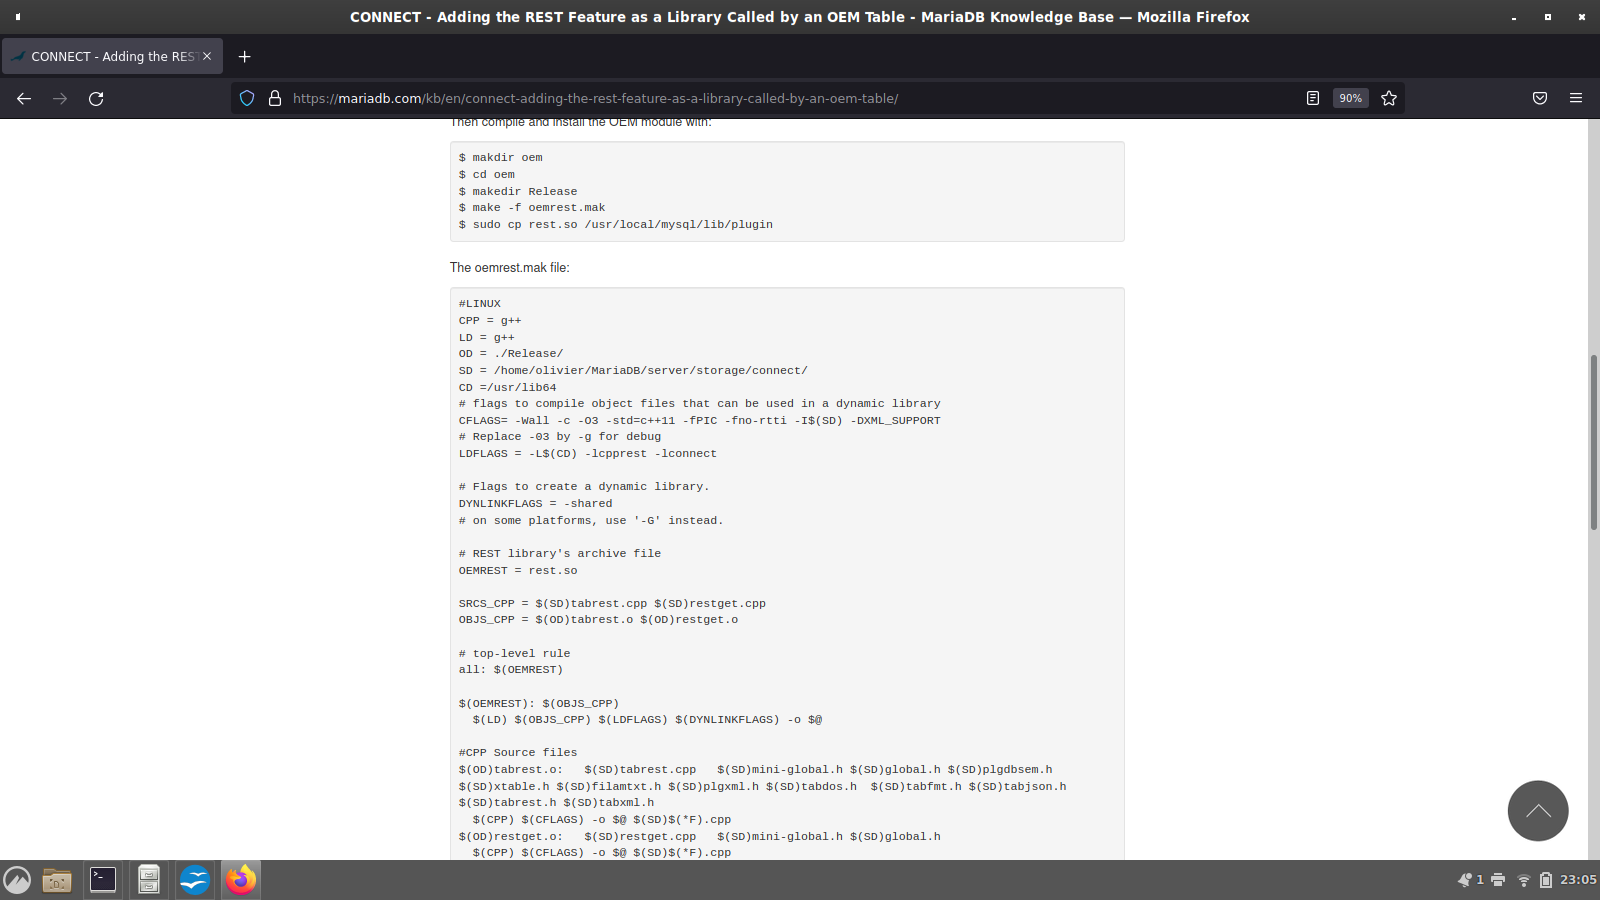 CONNECT - Adding the REST Feature as a Library Called by an OEM Table - MariaDB Knowledge Base — Mozilla Firefox
CONNECT - Adding the RES
https://mariadb.com/kb/en/connect-adding-the-rest-feature-as-a-library-called-by-an-oem-table/
90%
Then compile and install the OEM module with:
$ makdir oem
$ cd oem
$ makedir Release
$ make -f oemrest.mak
$ sudo cp rest.so /usr/local/mysql/lib/plugin
The oemrest.mak file:
#LINUX
CPP = g++
LD = g++
OD = ./Release/
SD = /home/olivier/MariaDB/server/storage/connect/
CD =/usr/lib64
# flags to compile object files that can be used in a dynamic library
CFLAGS= -Wall -c -O3 -std=c++11 -fPIC -fno-rtti -I$(SD) -DXML_SUPPORT
# Replace -03 by -g for debug
LDFLAGS = -L$(CD) -lcpprest -lconnect
# Flags to create a dynamic library.
DYNLINKFLAGS = -shared
# on some platforms, use '-G' instead.
# REST library's archive file
OEMREST = rest.so
SRCS_CPP = $(SD)tabrest.cpp $(SD)restget.cpp
OBJS_CPP = $(OD)tabrest.o $(OD)restget.o
# top-level rule
all: $(OEMREST)
$(OEMREST): $(OBJS_CPP)
$(LD) $(OBJS_CPP) $(LDFLAGS) $(DYNLINKFLAGS) -o $@
#CPP Source files
$(OD)tabrest.o:   $(SD)tabrest.cpp   $(SD)mini-global.h $(SD)global.h $(SD)plgdbsem.h
$(SD)xtable.h $(SD)filamtxt.h $(SD)plgxml.h $(SD)tabdos.h  $(SD)tabfmt.h $(SD)tabjson.h
$(SD)tabrest.h $(SD)tabxml.h
$(CPP) $(CFLAGS) -o $@ $(SD)$(*F).cpp
$(OD)restget.o:   $(SD)restget.cpp   $(SD)mini-global.h $(SD)global.h
$(CPP) $(CFLAGS) -o $@ $(SD)$(*F).cpp
1
23:05